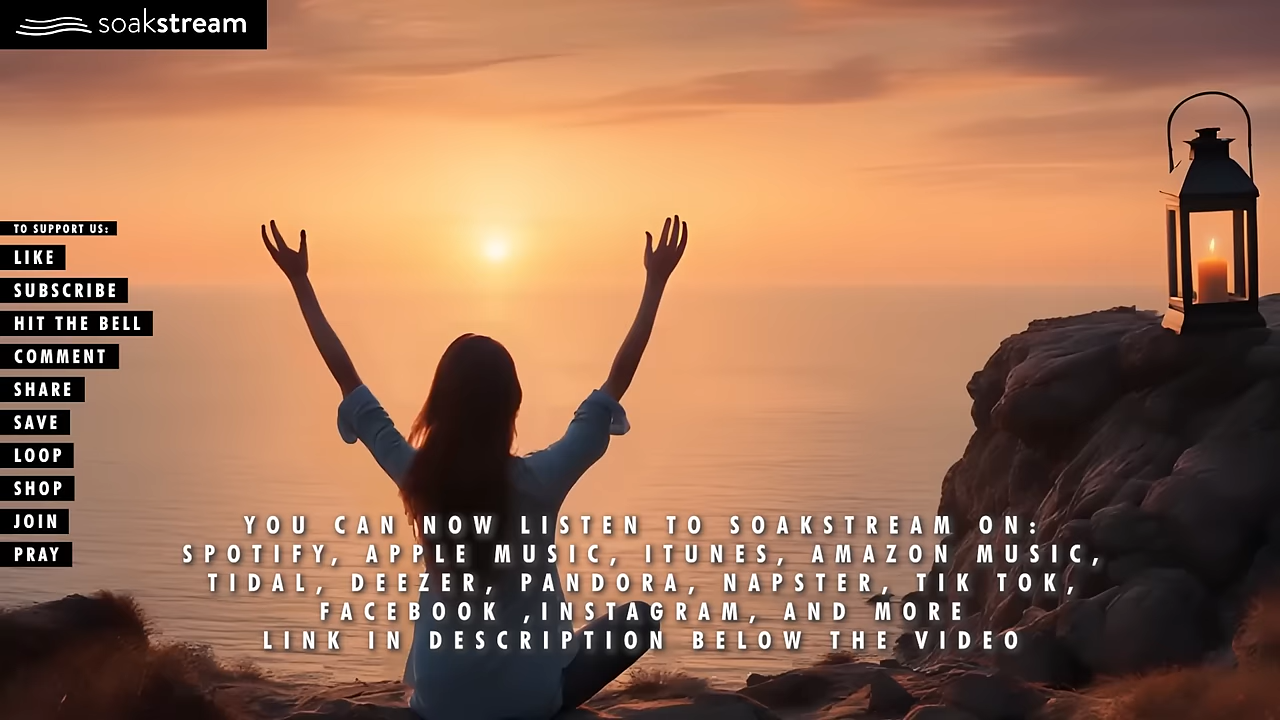 soakstream
TO SUPPORT US:
LIKE
SUBSCRIBE
HIT THE BELL
COMMENT
SHARE
SAVE
LOOP
SHOP
JOIN
PRAY
YOU CAN NOW LISTEN TO SOAKSTREAM ON:
SPOTIFY, APPLE MUSIC, ITUNES, AMAZON MUSIC,
TIDAL, DEEZER, PANDORA, NAPSTER, TIK TOK,
FACEBOOK ,INSTAGRAM, AND MORE
LINK IN DESCRIPTION BELOW THE VIDEO